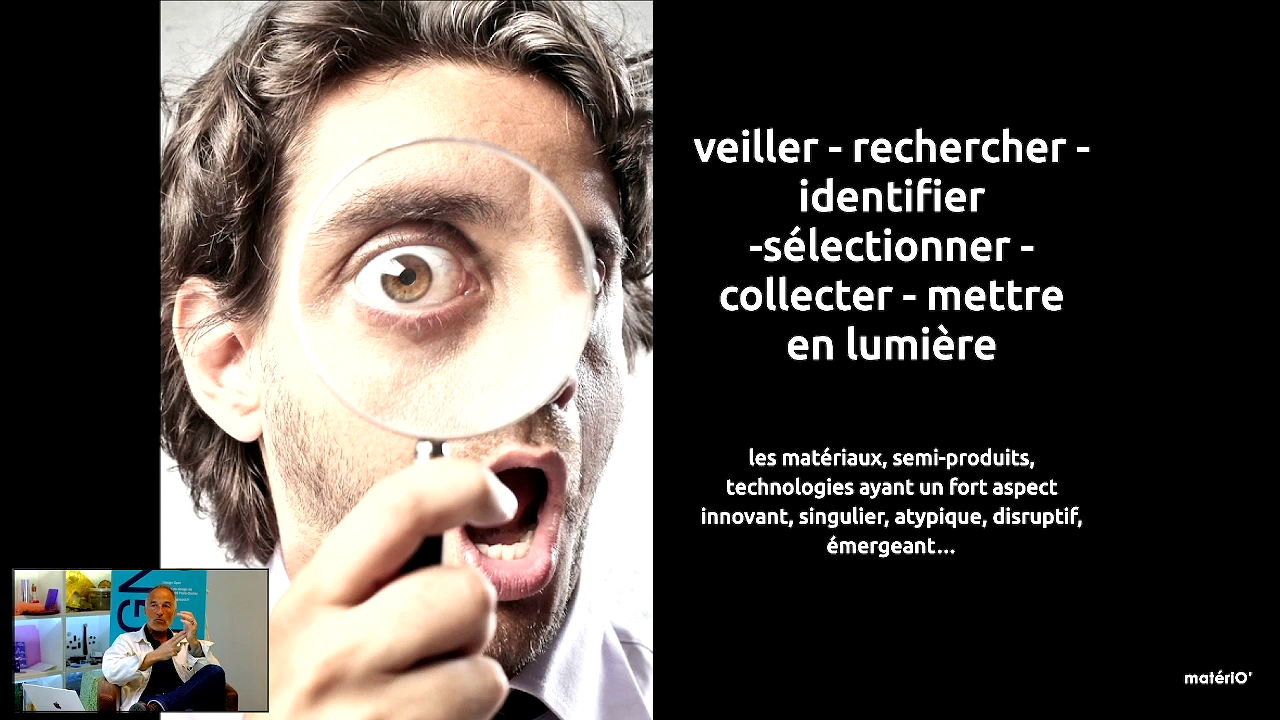 veiller - rechercher -
identifier
-sélectionner -
collecter - mettre
en lumière
les matériaux, semi-produits,
technologies ayant un fort aspect
innovant, singulier, atypique, disruptif,
émergeant...
matériO'